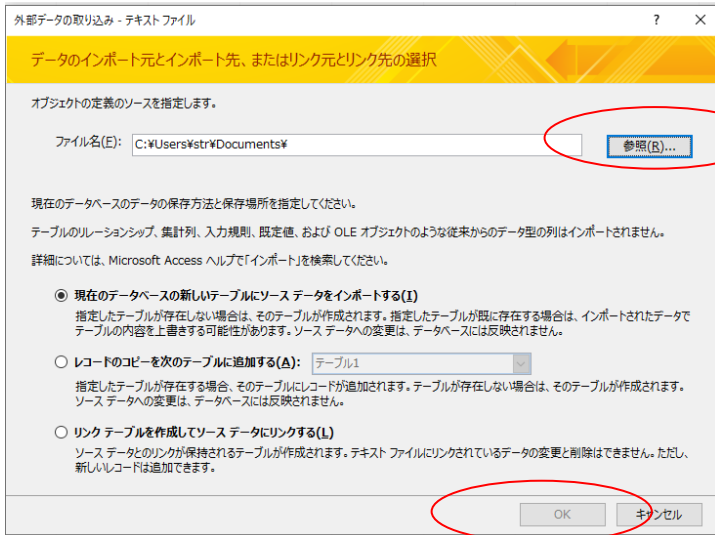 外部データの取り込み - テキスト ファイル ? ×
データのインポート元とインポート先、またはリンク元とリンク先の選択
オブジェクトの定義のソースを指定します。
ファイル名(F): C:¥Users¥str¥Documents¥ 参照(R)...
現在のデータベースのデータの保存方法と保存場所を指定してください。
テーブルのリレーションシップ、集計列、入力規則、既定値、および OLE オブジェクトのような従来からのデータ型の列はインポートされません。
詳細については、Microsoft Access ヘルプで「インポート」を検索してください。
現在のデータベースの新しいテーブルにソース データをインポートする(I)
指定したテーブルが存在しない場合は、そのテーブルが作成されます。指定したテーブルが既に存在する場合は、インポートされたデータで
テーブルの内容を上書きする可能性があります。ソース データへの変更は、データベースには反映されません。
レコードのコピーを次のテーブルに追加する(A): テーブル1
指定したテーブルが存在する場合、そのテーブルにレコードが追加されます。テーブルが存在しない場合は、そのテーブルが作成されます。
ソース データへの変更は、データベースには反映されません。
リンク テーブルを作成してソース データにリンクする(L)
ソース データとのリンクが保持されるテーブルが作成されます。テキスト ファイルにリンクされているデータの変更と削除はできません。ただし、
新しいレコードは追加できます。
OK キャンセル